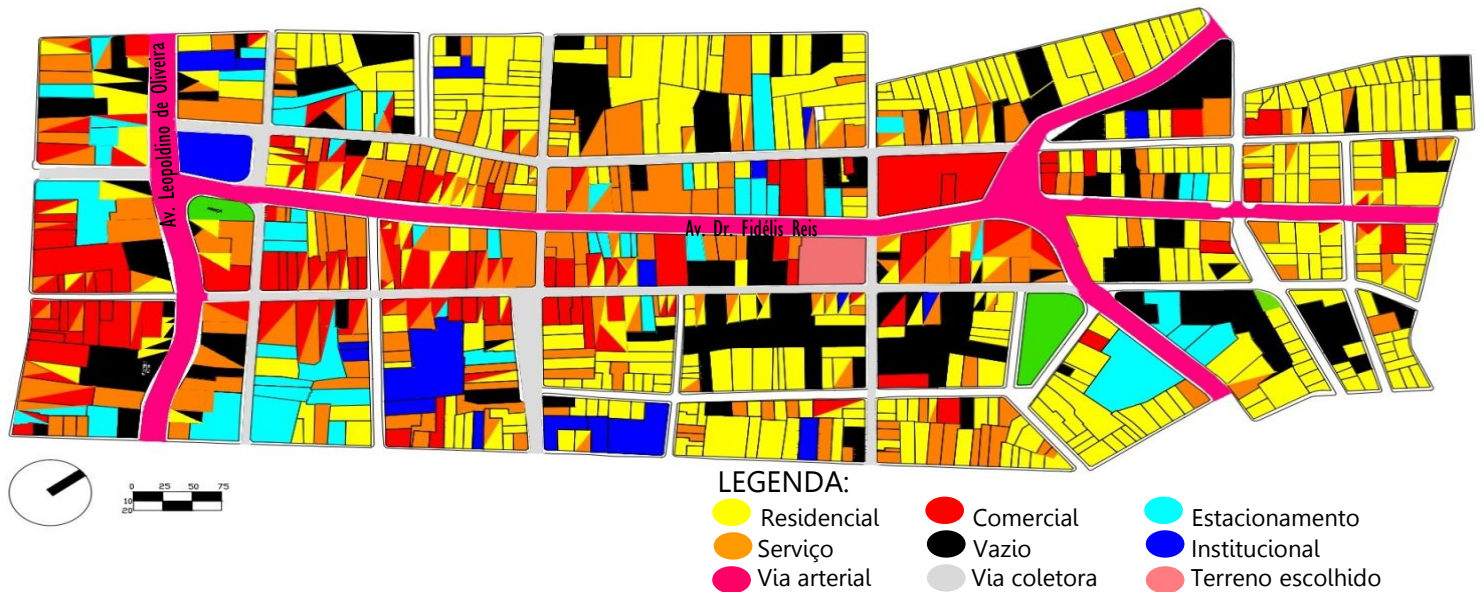 Av. Leopoldino de Oliveira
PRAÇA
Av. Dr. Fidélis Reis
0 25 50 75
10
20
LEGENDA:
Residencial
Comercial
Estacionamento
Serviço
Vazio
Institucional
Via arterial
Via coletora
Terreno escolhido